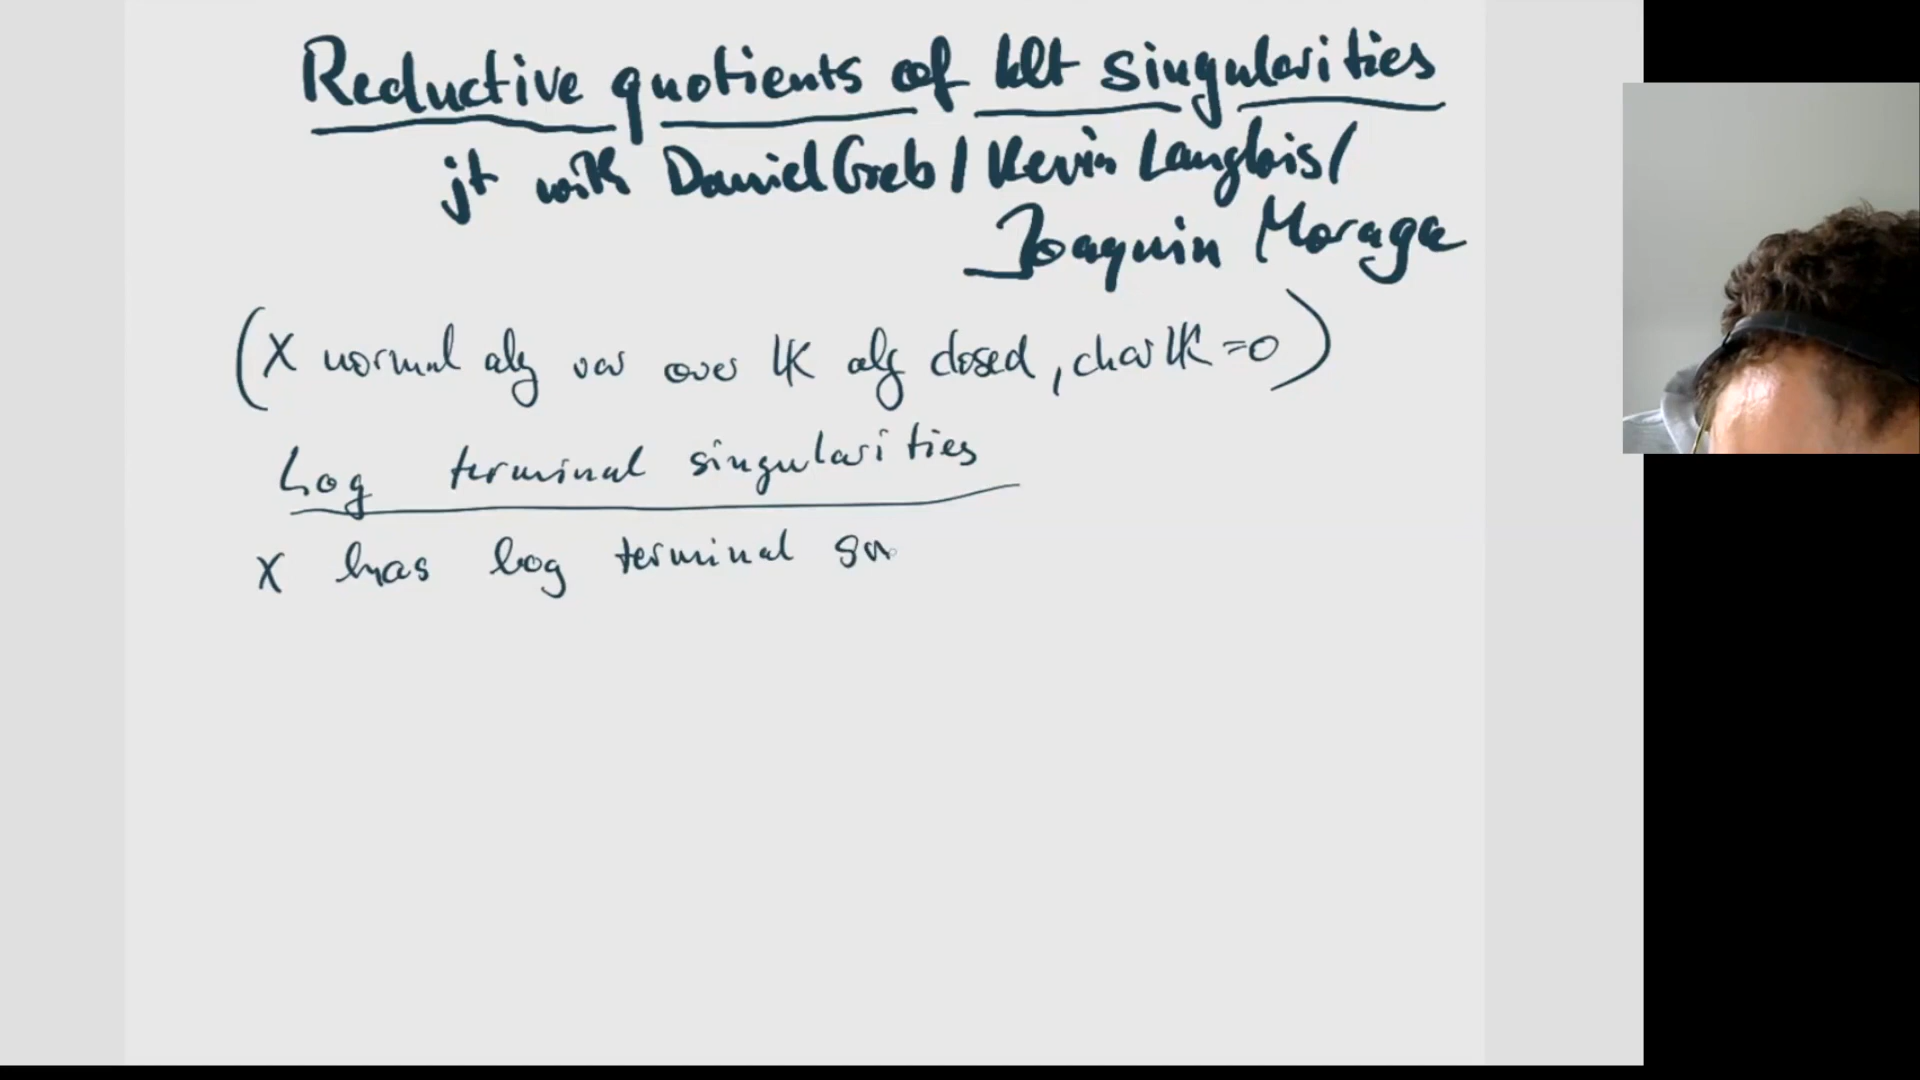 Reductive quotients of klt singularities
jt with Daniel Greb / Kevin Langlois /
Joaquin Moraga
(X normal alg var over 𝕂 alg closed, char 𝕂 = 0)
Log terminal singularities
X has log terminal